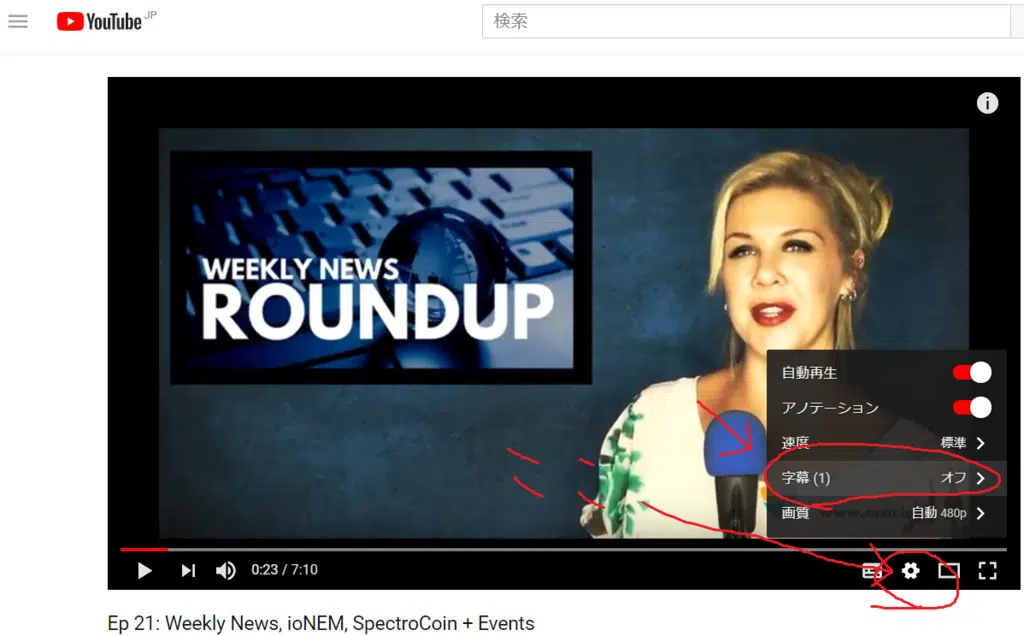 YouTube JP
検索
WEEKLY NEWS
ROUNDUP
自動再生
アノテーション
速度 標準
字幕 (1) オフ
画質 自動 480p
0:23 / 7:10
Ep 21: Weekly News, ioNEM, SpectroCoin + Events